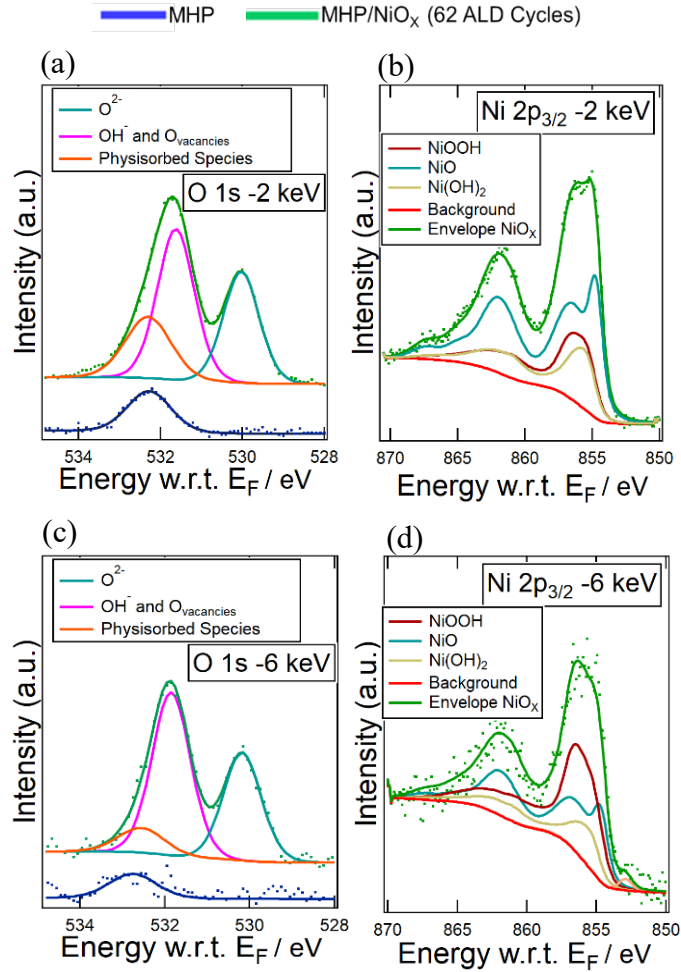 MHP MHP/NiOₓ (62 ALD Cycles)
(a)
O²⁻
OH⁻ and Oᵥₐcₐₙcᵢₑₛ
Physisorbed Species
O 1s -2 keV
Intensity (a.u.)
534 532 530 528
Energy w.r.t. E_F / eV
(b)
Ni 2p₃/₂ -2 keV
NiOOH
NiO
Ni(OH)₂
Background
Envelope NiOₓ
Intensity (a.u.)
870 865 860 855 850
Energy w.r.t. E_F / eV
(c)
O²⁻
OH⁻ and Oᵥₐcₐₙcᵢₑₛ
Physisorbed Species
O 1s -6 keV
Intensity (a.u.)
534 532 530 528
Energy w.r.t. E_F / eV
(d)
Ni 2p₃/₂ -6 keV
NiOOH
NiO
Ni(OH)₂
Background
Envelope NiOₓ
Intensity (a.u.)
870 865 860 855 850
Energy w.r.t. E_F / eV